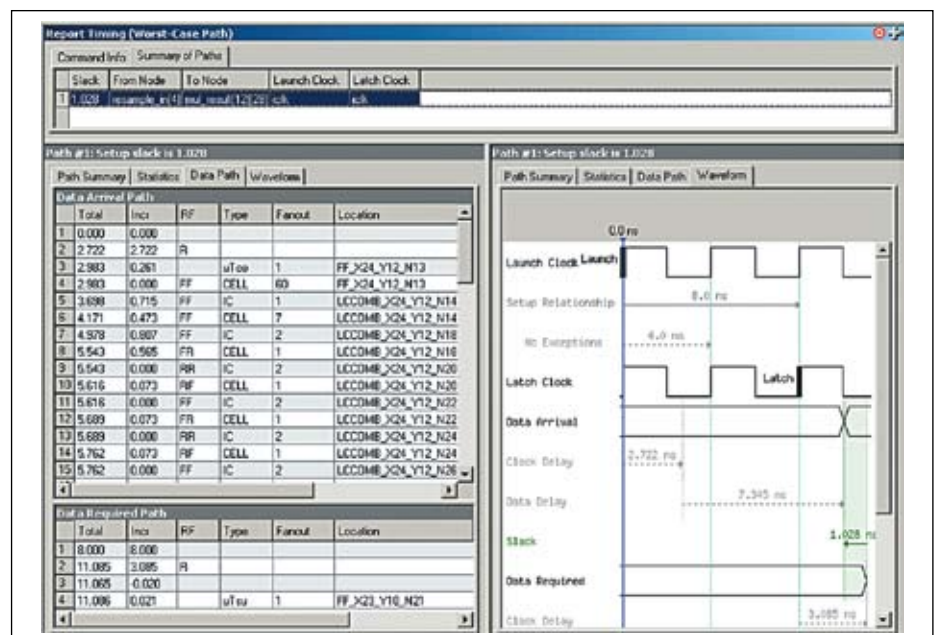 Report Timing (Worst-Case Path)
Command Info Summary of Paths
Slack From Node To Node Launch Clock Latch Clock
1 1.028
Path #1: Setup slack is 1.028
Path Summary Statistics Data Path Waveform
Data Arrival Path
Total Incr RF Type Fanout Location
1 0.000 0.000
2 2.722 2.722 R
3 2.983 0.261 uTco 1 FF_X24_Y12_N13
4 2.983 0.000 FF CELL 60 FF_X24_Y12_N13
5 3.698 0.715 FF IC 1 LCCOMB_X24_Y12_N14
6 4.171 0.473 FF CELL 7 LCCOMB_X24_Y12_N14
7 4.978 0.807 FF IC 2 LCCOMB_X24_Y12_N18
8 5.543 0.565 FR CELL 1 LCCOMB_X24_Y12_N18
9 5.543 0.000 RR IC 2 LCCOMB_X24_Y12_N20
10 5.616 0.073 RF CELL 1 LCCOMB_X24_Y12_N20
11 5.616 0.000 FF IC 2 LCCOMB_X24_Y12_N22
12 5.689 0.073 FR CELL 1 LCCOMB_X24_Y12_N22
13 5.689 0.000 RR IC 2 LCCOMB_X24_Y12_N24
14 5.762 0.073 RF CELL 1 LCCOMB_X24_Y12_N24
15 5.762 0.000 FF IC 2 LCCOMB_X24_Y12_N26
Data Required Path
Total Incr RF Type Fanout Location
1 8.000 8.000
2 11.085 3.085 R
3 11.065 -0.020
4 11.086 0.021 uTsu 1 FF_X23_Y10_N21
Path #1: Setup slack is 1.028
Path Summary Statistics Data Path Waveform
0.0 ns
Launch Clock Launch
Setup Relationship 8.0 ns
No Exceptions 4.0 ns
Latch Clock Latch
Data Arrival
Clock Delay 2.722 ns
Data Delay 7.345 ns
Slack 1.028 ns
Data Required
Clock Delay 3.085 ns